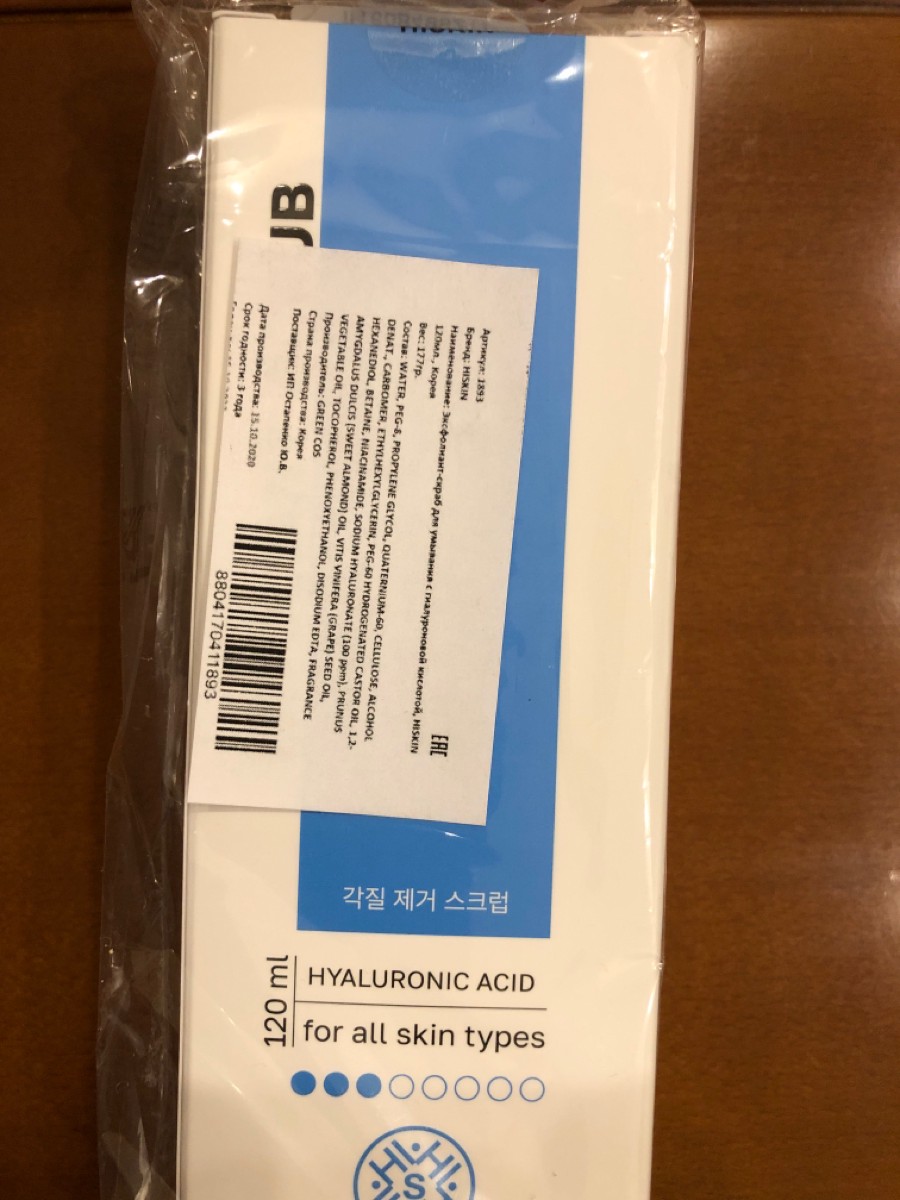 HISKIN
UB
Артикул: 1893
Бренд: HISKIN
Наименование: Эксфолиант-скраб для умывания с гиалуроновой кислотой, HISKIN
120мл., Корея
Вес: 177гр.
EAC
Состав: WATER, PEG-8, PROPYLENE GLYCOL, QUATERNIUM-60, CELLULOSE, ALCOHOL
DENAT., CARBOMER, ETHYLHEXYLGLYCERIN, PEG-60 HYDROGENATED CASTOR OIL, 1,2-
HEXANEDIOL, BETAINE, NIACINAMIDE, SODIUM HYALURONATE (100 ppm), PRUNUS
AMYGDALUS DULCIS (SWEET ALMOND) OIL, VITIS VINIFERA (GRAPE) SEED OIL,
VEGETABLE OIL, TOCOPHEROL, PHENOXYETHANOL, DISODIUM EDTA, FRAGRANCE
Производитель: GREEN COS
Страна производства: Корея
Поставщик: ИП Остапенко Ю.В.
Дата производства: 15.10.2020
Срок годности: 3 года
8804170411893
각질 제거 스크럽
120 ml
HYALURONIC ACID
for all skin types